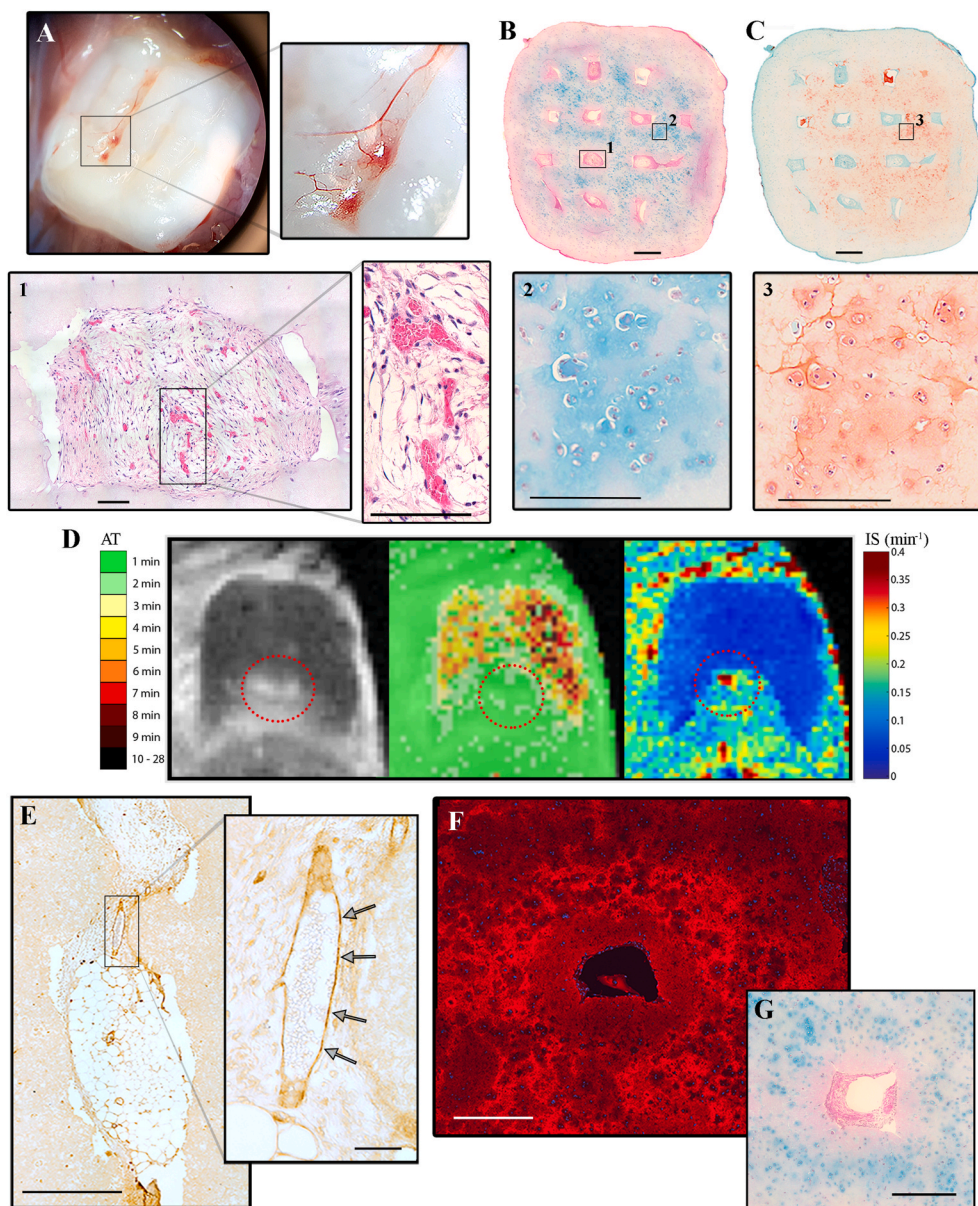 A
B
C
1
2
3
1
2
3
D
AT
1 min
2 min
3 min
4 min
5 min
6 min
7 min
8 min
9 min
10 - 28
IS (min⁻¹)
0.4
0.35
0.3
0.25
0.2
0.15
0.1
0.05
0
E
F
G